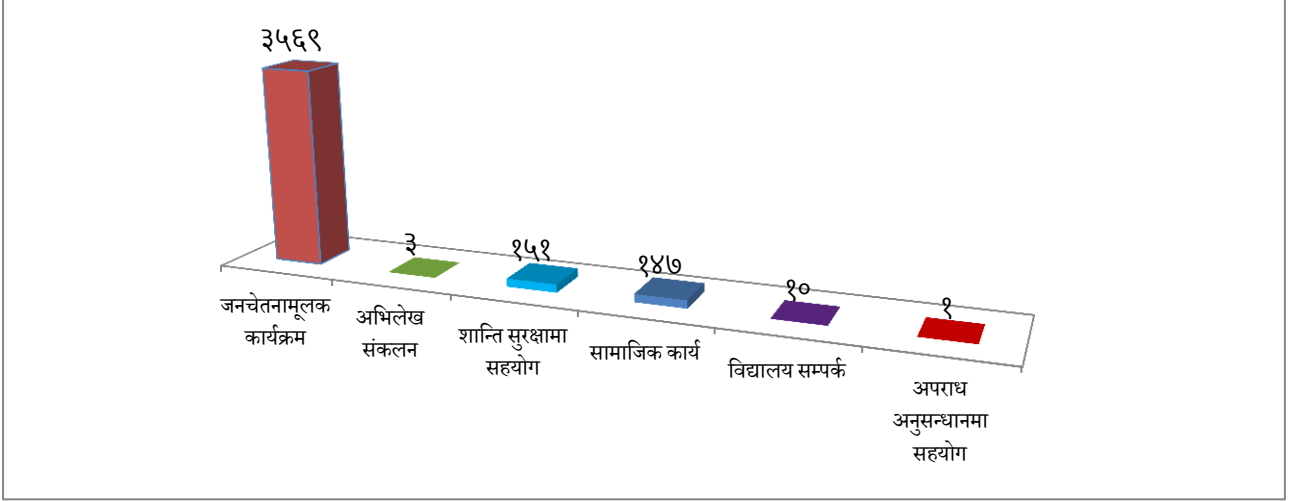 ३५६९
३
१५१
१४७
१०
१
जनचेतनामूलक
कार्यक्रम
अभिलेख
संकलन
शान्ति सुरक्षामा
सहयोग
सामाजिक कार्य
विद्यालय सम्पर्क
अपराध
अनुसन्धानमा
सहयोग